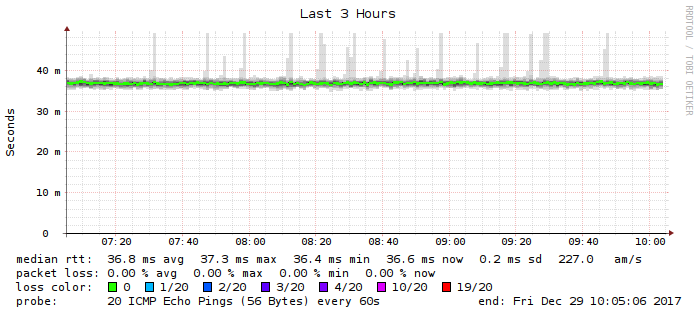 Last 3 Hours
RRDTOOL / TOBI OETIKER
Seconds
40 m
30 m
20 m
10 m
0
07:20 07:40 08:00 08:20 08:40 09:00 09:20 09:40 10:00
median rtt: 36.8 ms avg 37.3 ms max 36.4 ms min 36.6 ms now 0.2 ms sd 227.0 am/s
packet loss: 0.00 % avg 0.00 % max 0.00 % min 0.00 % now
loss color: 0 1/20 2/20 3/20 4/20 10/20 19/20
probe: 20 ICMP Echo Pings (56 Bytes) every 60s end: Fri Dec 29 10:05:06 2017